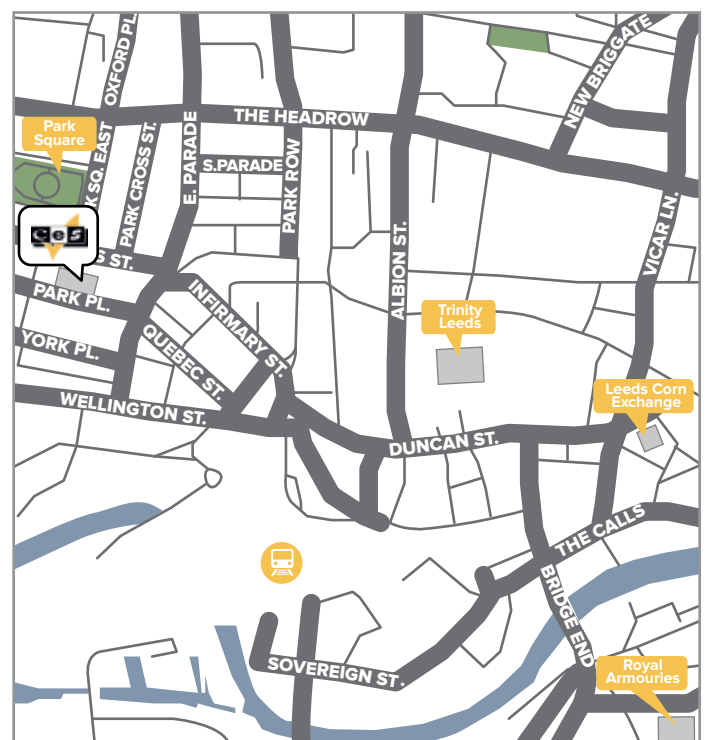 OXFORD PL.
NEW BRIGGATE
THE HEADROW
Park
Square
K SQ. EAST
PARK CROSS ST.
E. PARADE
S.PARADE
PARK ROW
ALBION ST.
VICAR LN.
GES
S ST.
PARK PL.
INFIRMARY ST.
Trinity
Leeds
YORK PL.
QUEBEC ST.
WELLINGTON ST.
Leeds Corn
Exchange
DUNCAN ST.
THE CALLS
BRIDGE END
SOVEREIGN ST.
Royal
Armouries